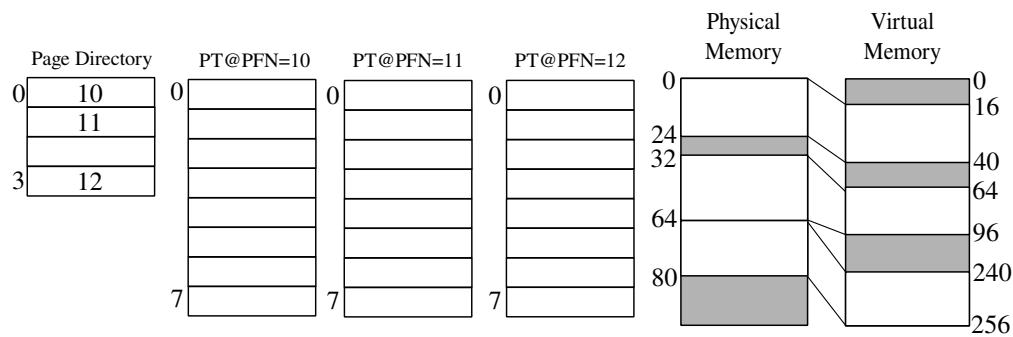 Page Directory
0
10
11
3
12
PT@PFN=10
0
7
PT@PFN=11
0
7
PT@PFN=12
0
7
Physical
Memory
0
24
32
64
80
Virtual
Memory
0
16
40
64
96
240
256